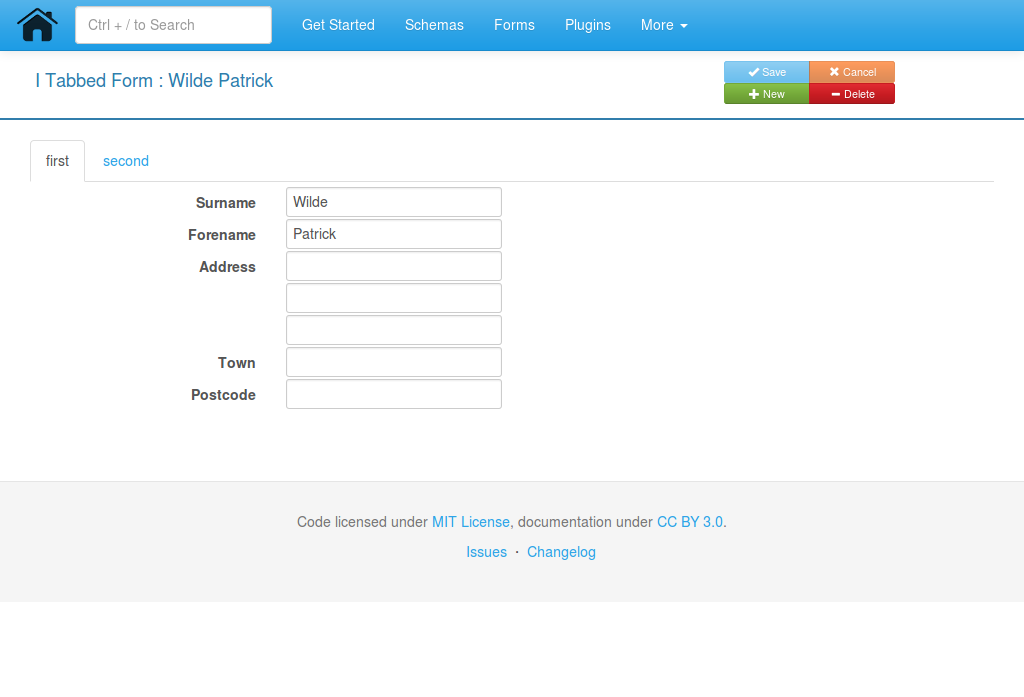 Ctrl + / to Search Get Started Schemas Forms Plugins More
I Tabbed Form : Wilde Patrick
Save Cancel
New Delete
first second
Surname Wilde
Forename Patrick
Address
Town
Postcode
Code licensed under MIT License, documentation under CC BY 3.0.
Issues · Changelog